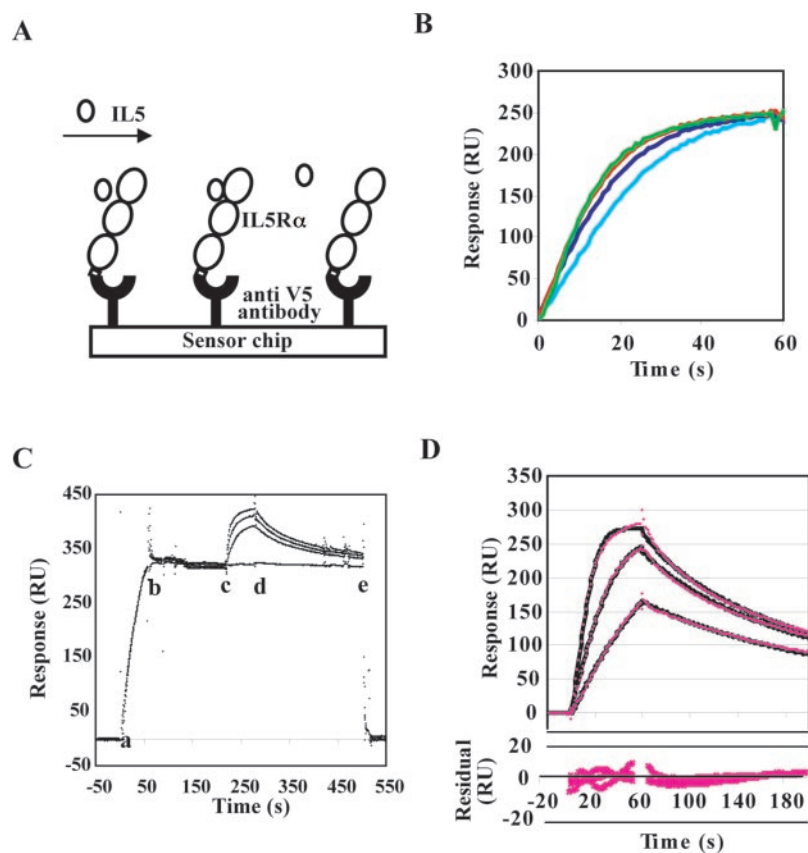 A
IL5
IL5Rα
anti V5
antibody
Sensor chip
B
Response (RU)
300
250
200
150
100
50
0
0 20 40 60
Time (s)
C
Response (RU)
450
350
250
150
50
-50
a b c d e
-50 50 150 250 350 450 550
Time (s)
D
Response (RU)
350
300
250
200
150
100
50
0
Residual
(RU)
20
0
-20
-20 20 60 100 140 180
Time (s)